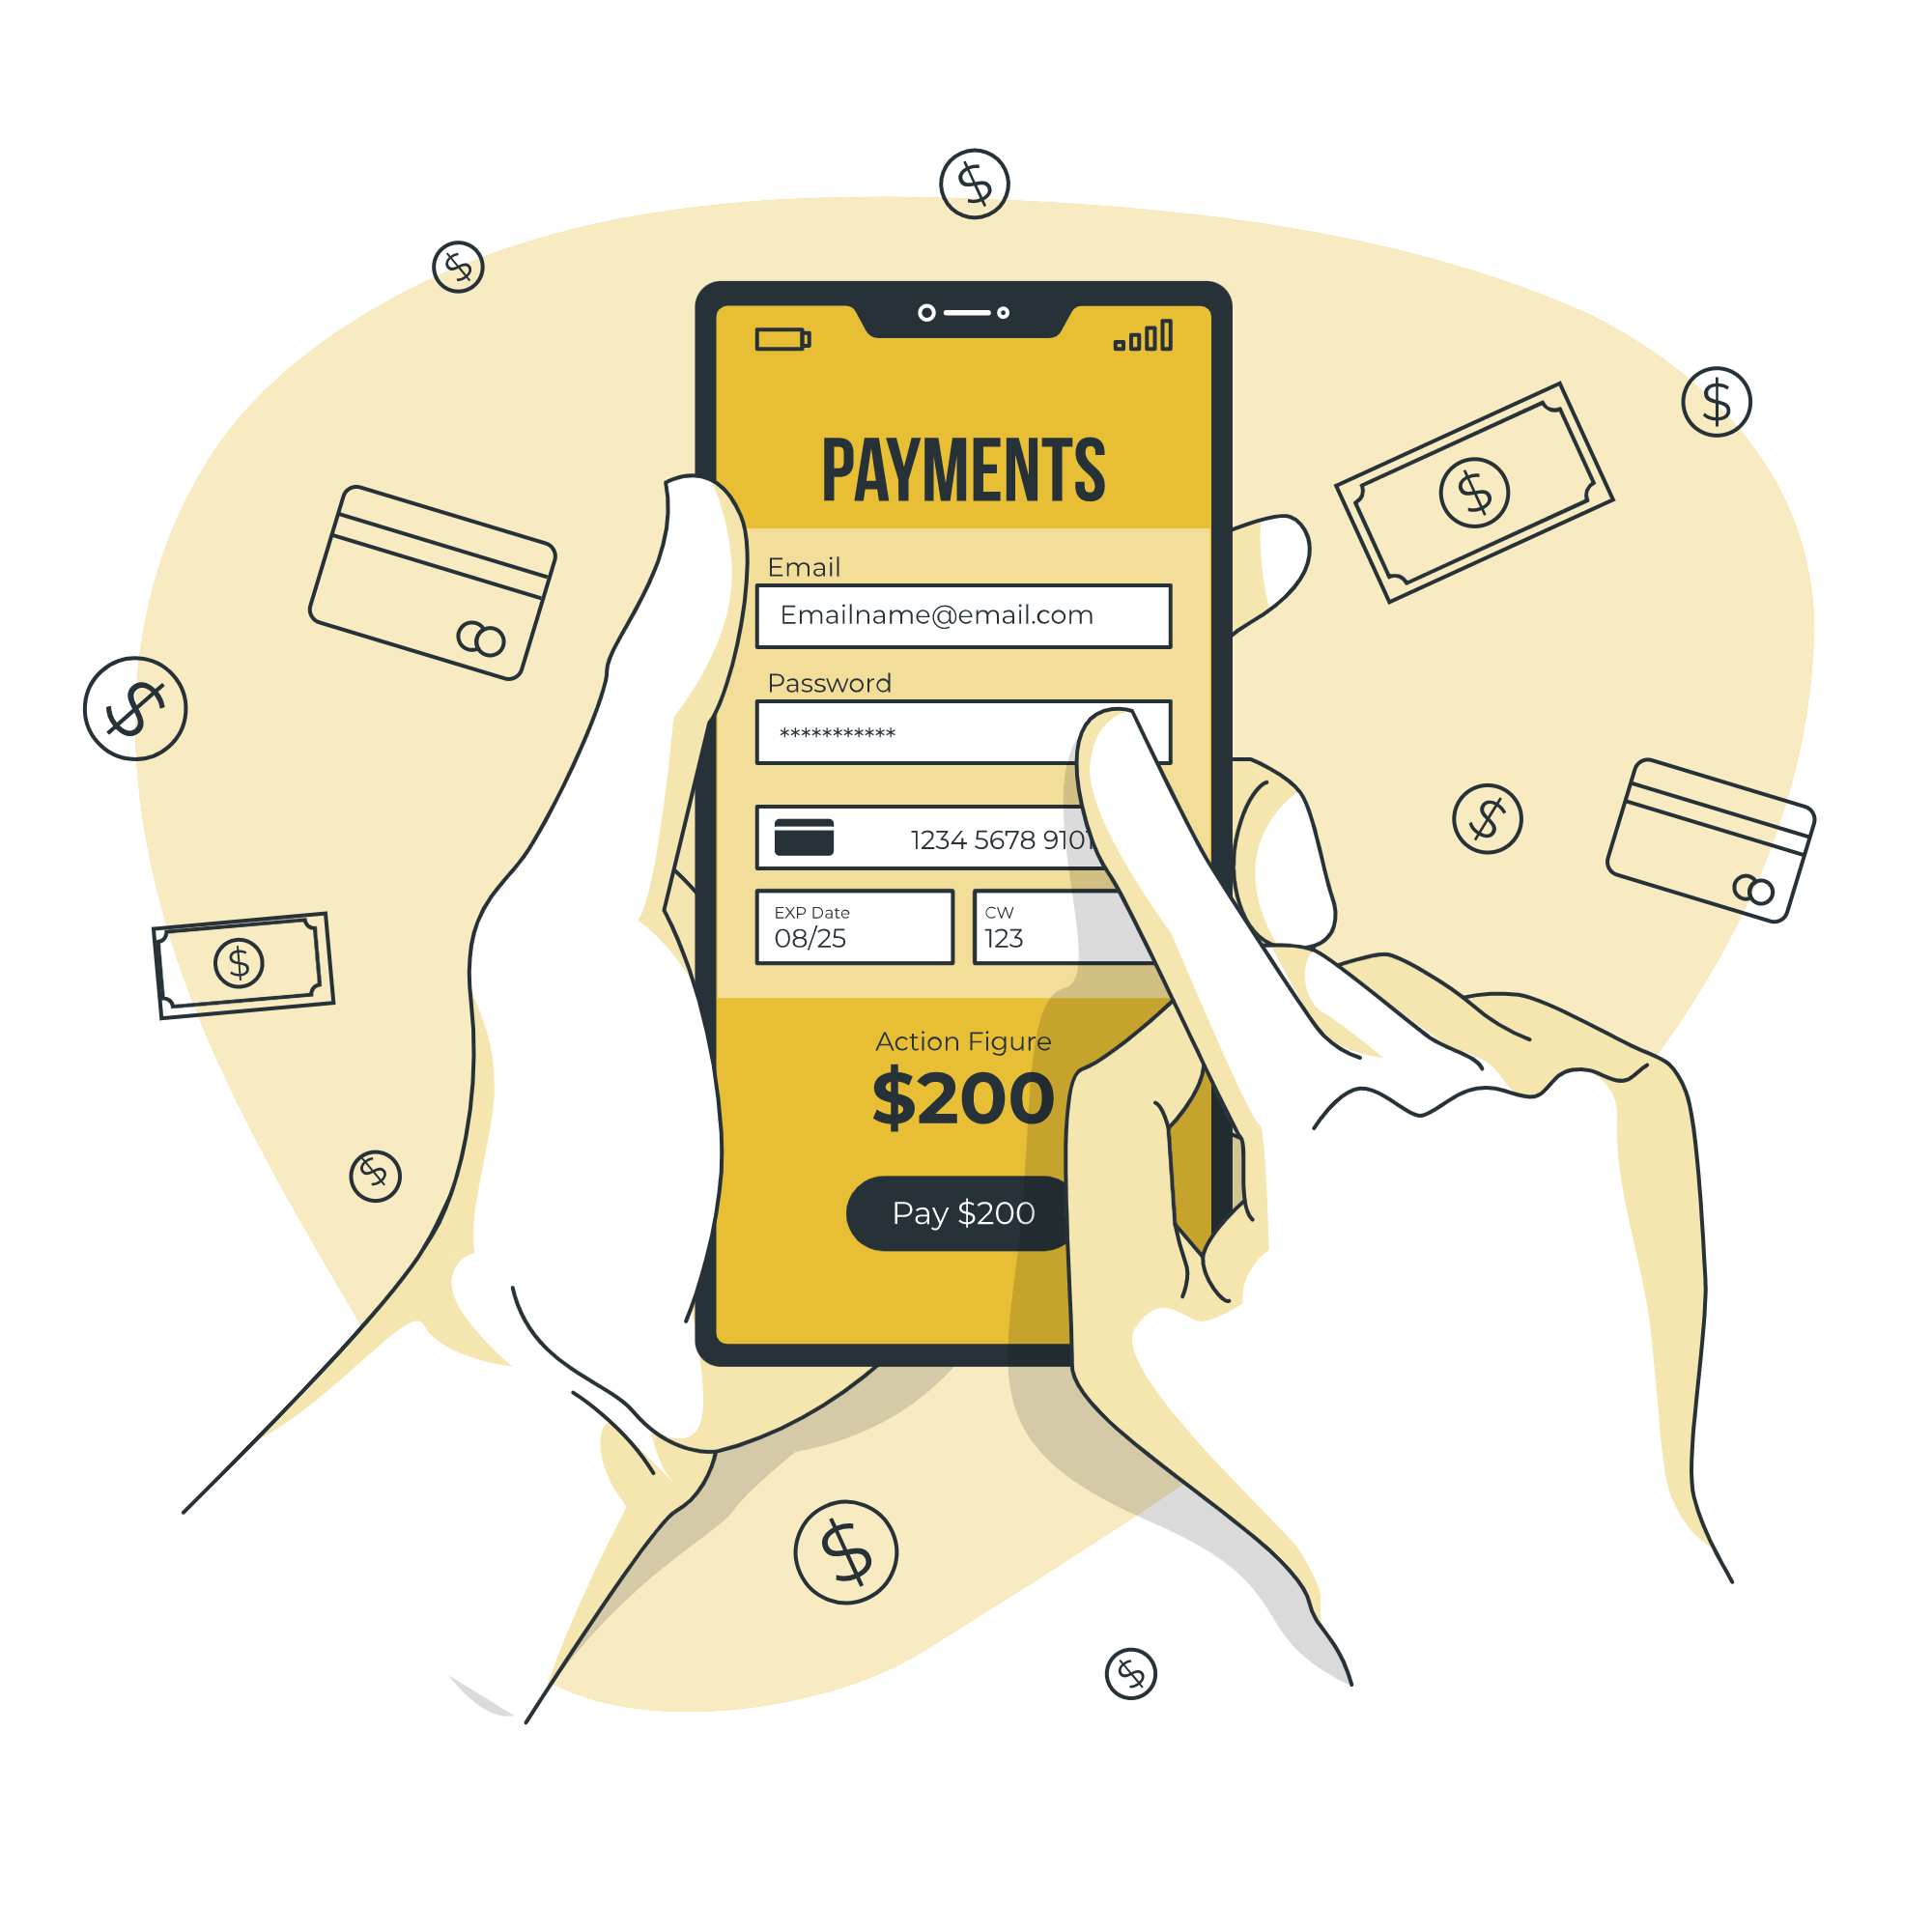 PAYMENTS
Email
Emailname@email.com
Password
***********
1234 5678 9101
EXP Date
CW
08/25
123
Action Figure
$200
Pay $200